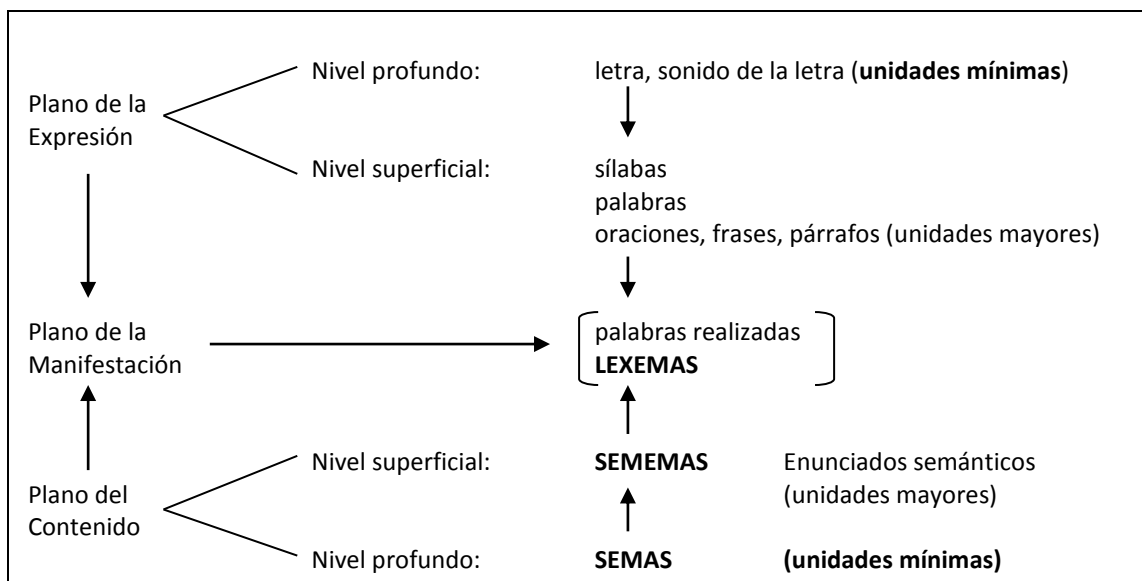 Nivel profundo: letra, sonido de la letra (unidades mínimas)
Plano de la
Expresión
Nivel superficial: sílabas
palabras
oraciones, frases, párrafos (unidades mayores)
Plano de la palabras realizadas
Manifestación LEXEMAS
Nivel superficial: SEMEMAS Enunciados semánticos
Plano del (unidades mayores)
Contenido
Nivel profundo: SEMAS (unidades mínimas)